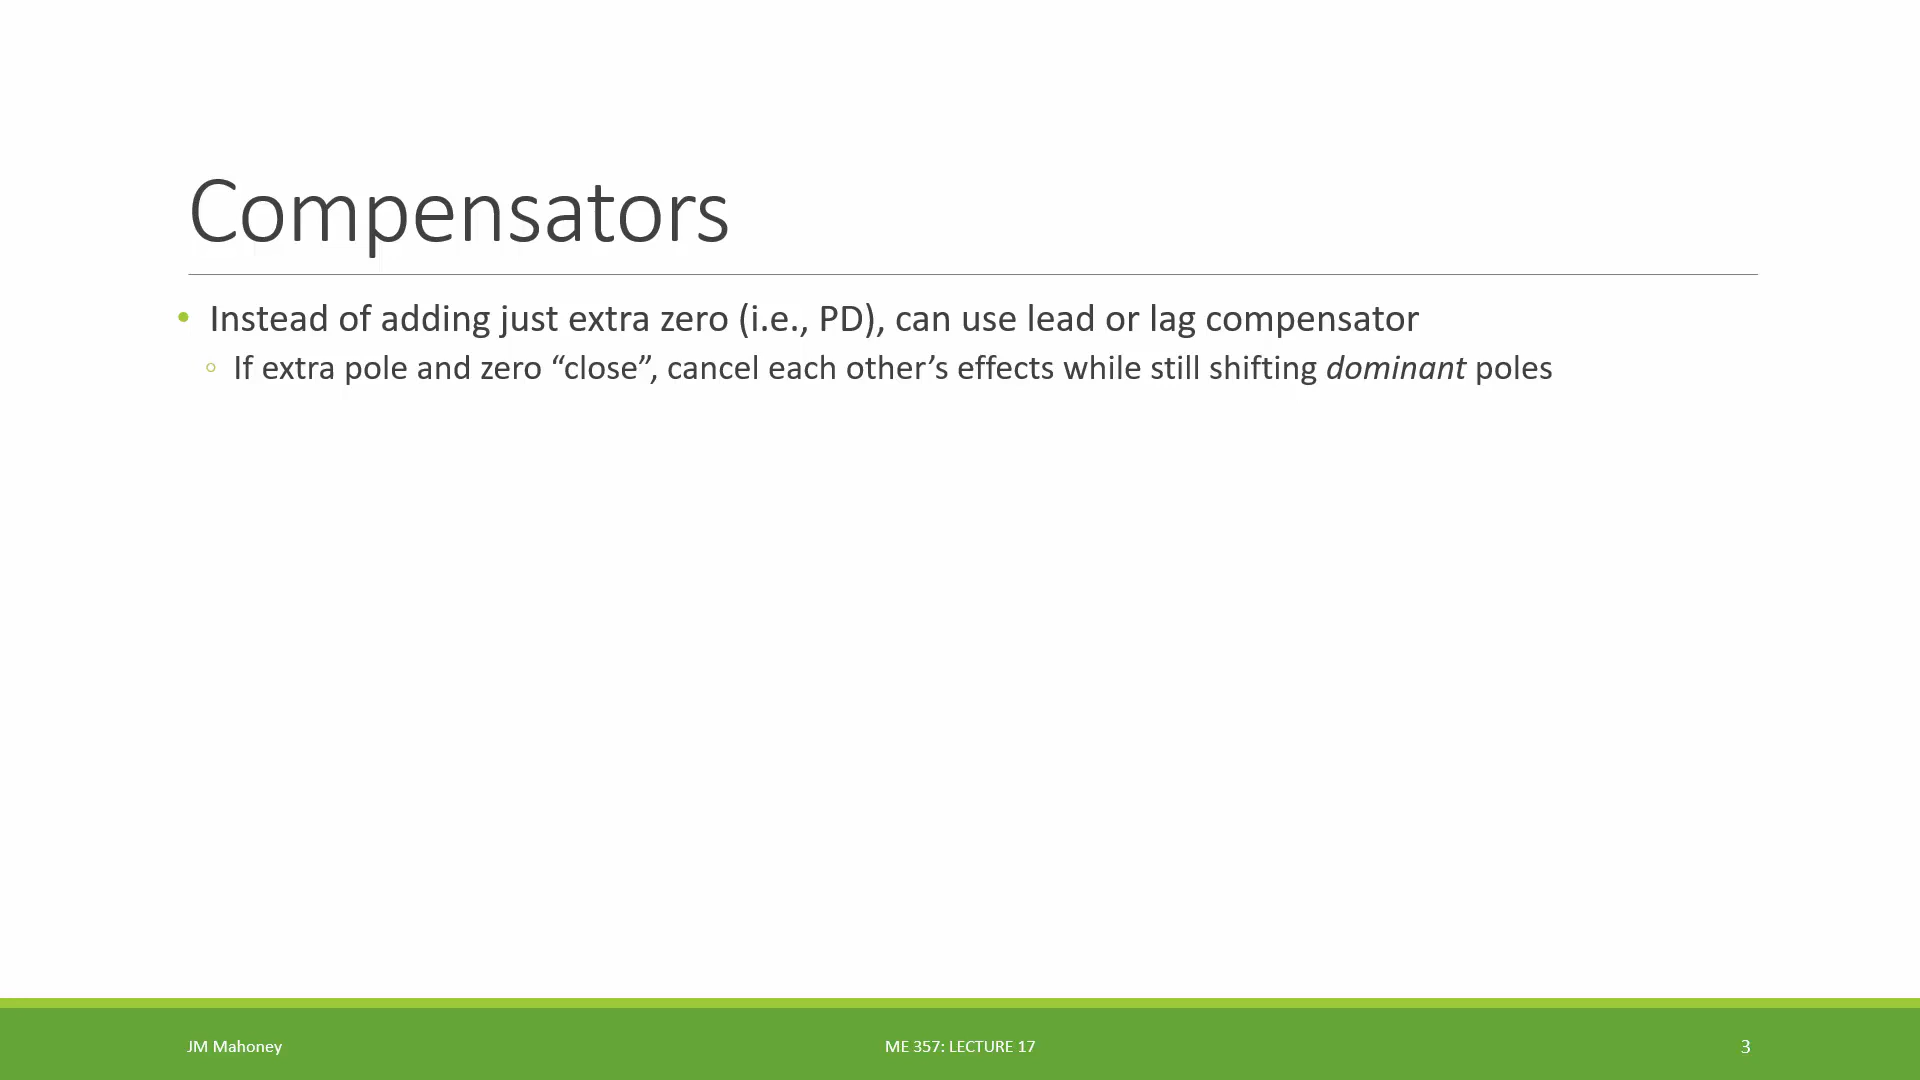 Compensators
• Instead of adding just extra zero (i.e., PD), can use lead or lag compensator
◦ If extra pole and zero “close”, cancel each other’s effects while still shifting dominant poles
JM Mahoney
ME 357: LECTURE 17
3